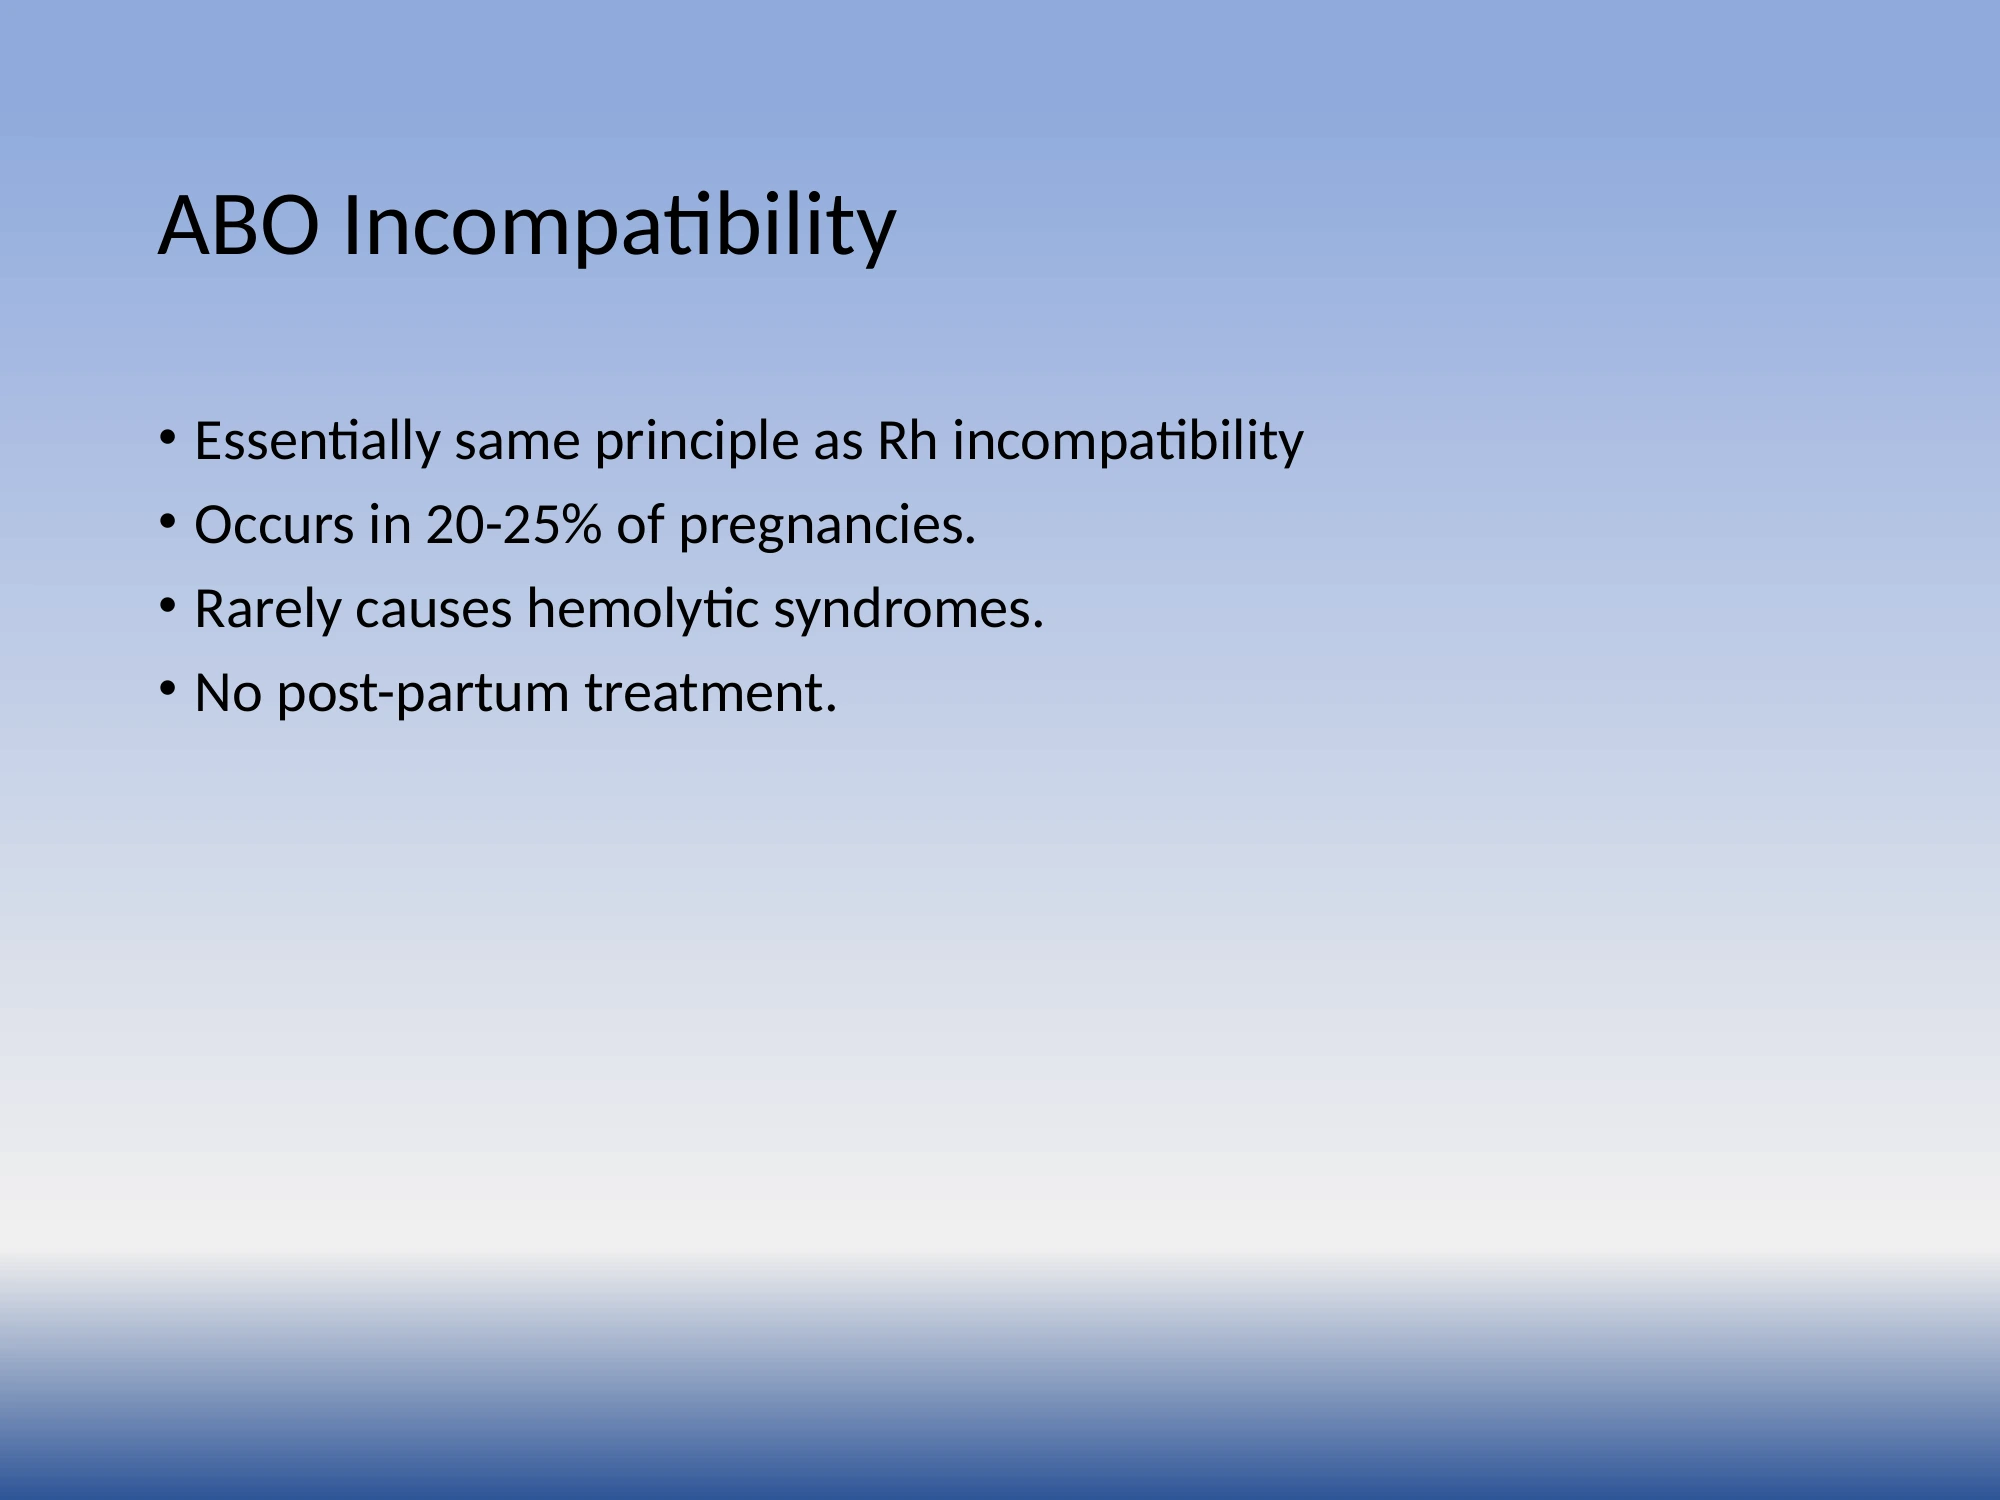 ABO Incompatibility
• Essentially same principle as Rh incompatibility
• Occurs in 20-25% of pregnancies.
• Rarely causes hemolytic syndromes.
• No post-partum treatment.